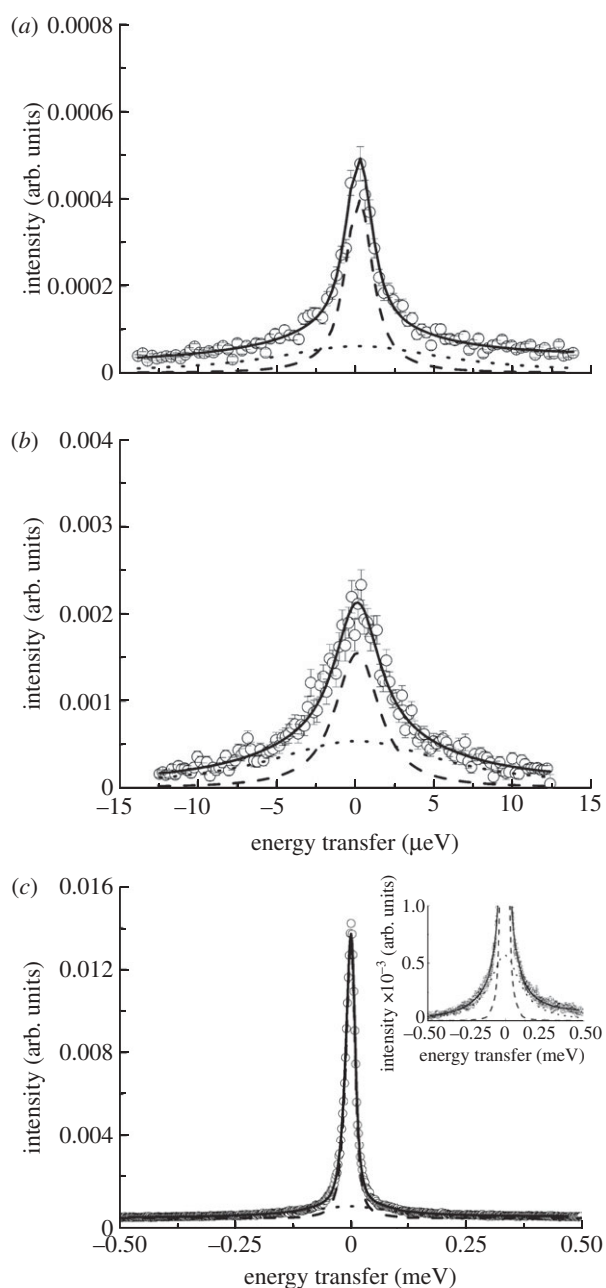 (a)
0.0008
0.0006
0.0004
0.0002
0
intensity (arb. units)
(b)
0.004
0.003
0.002
0.001
0
intensity (arb. units)
−15 −10 −5 0 5 10 15
energy transfer (μeV)
(c)
0.016
0.012
0.008
0.004
0
intensity (arb. units)
−0.50 −0.25 0 0.25 0.50
energy transfer (meV)
1.0
0.5
0
intensity ×10⁻³ (arb. units)
−0.50 −0.25 0 0.25 0.50
energy transfer (meV)